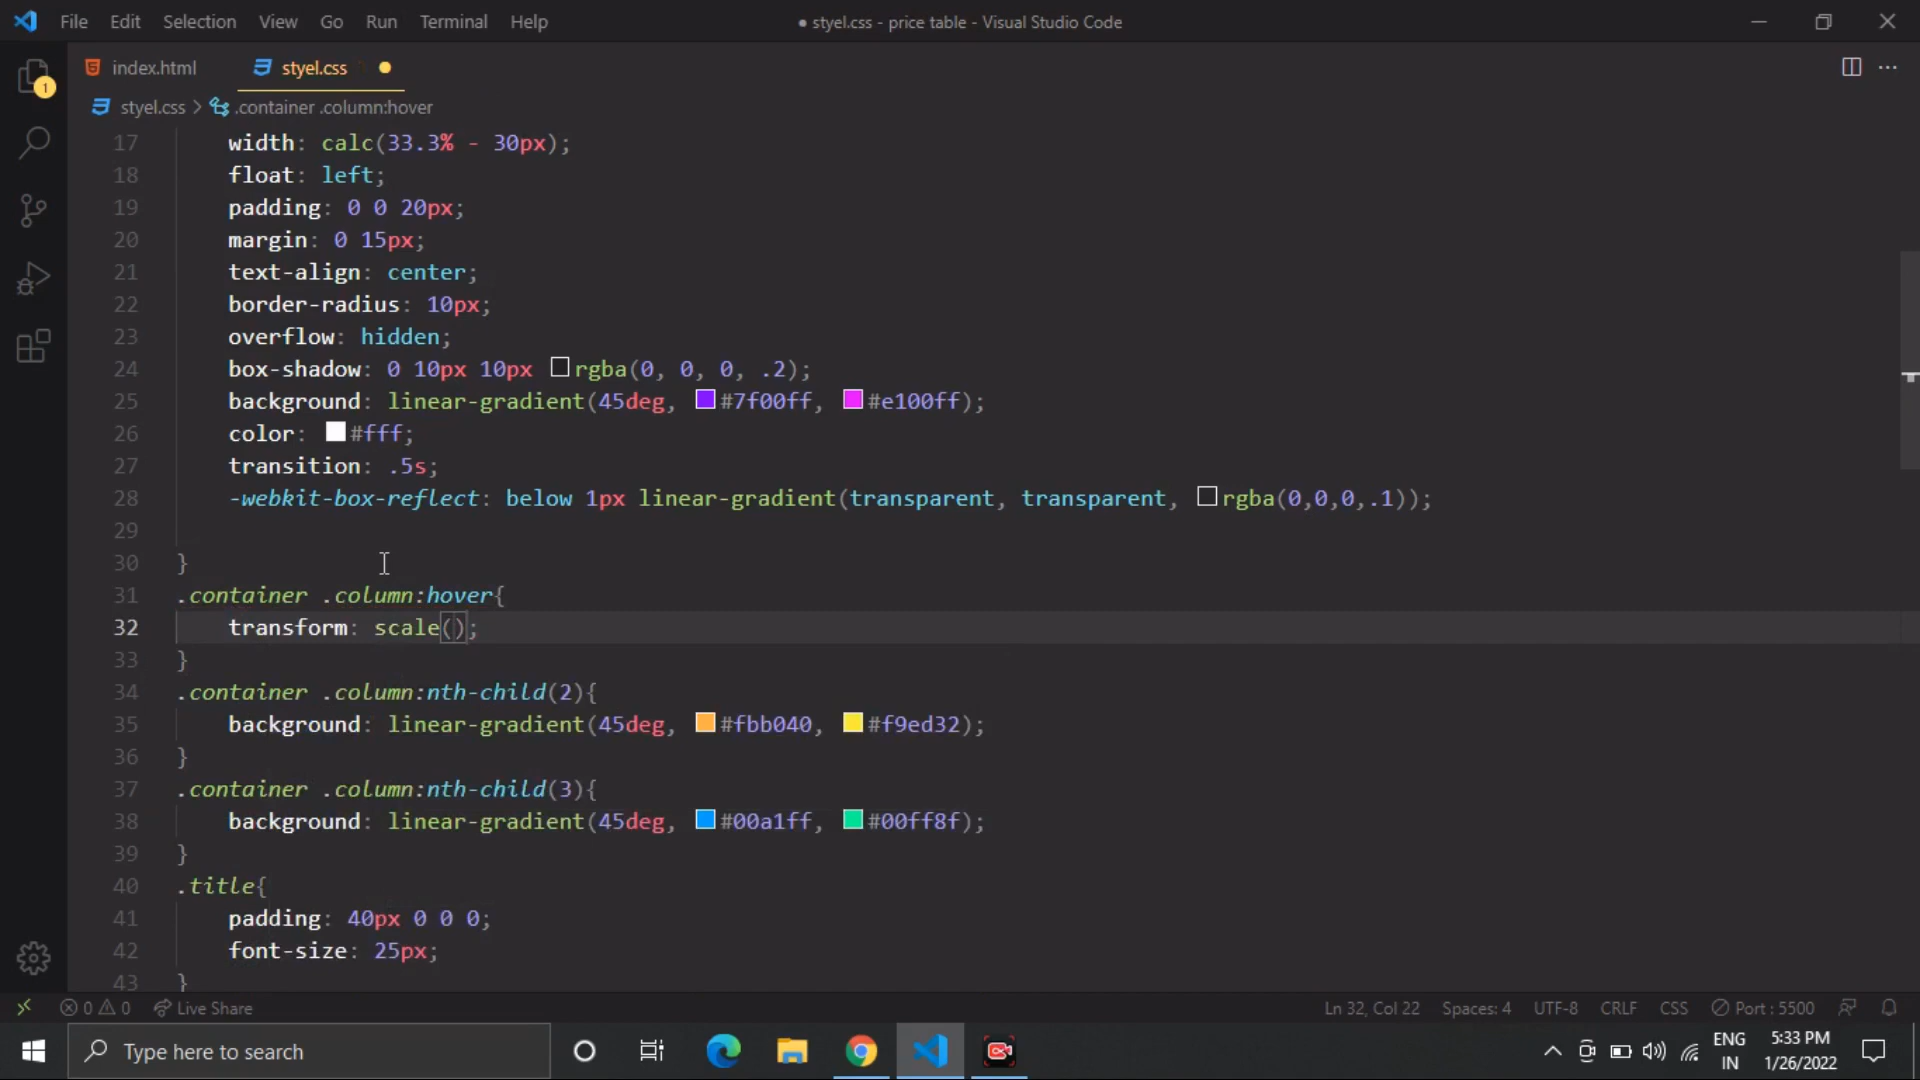 File Edit Selection View Go Run Terminal Help
● styel.css - price table - Visual Studio Code
index.html
styel.css
styel.css > .container .column:hover
1
17 width: calc(33.3% - 30px);
18 float: left;
19 padding: 0 0 20px;
20 margin: 0 15px;
21 text-align: center;
22 border-radius: 10px;
23 overflow: hidden;
24 box-shadow: 0 10px 10px rgba(0, 0, 0, .2);
25 background: linear-gradient(45deg, #7f00ff, #e100ff);
26 color: #fff;
27 transition: .5s;
28 -webkit-box-reflect: below 1px linear-gradient(transparent, transparent, rgba(0,0,0,.1));
29
30 }
31 .container .column:hover{
32 transform: scale();
33 }
34 .container .column:nth-child(2){
35 background: linear-gradient(45deg, #fbb040, #f9ed32);
36 }
37 .container .column:nth-child(3){
38 background: linear-gradient(45deg, #00a1ff, #00ff8f);
39 }
40 .title{
41 padding: 40px 0 0 0;
42 font-size: 25px;
43 }
0 0 Live Share
Ln 32, Col 22 Spaces: 4 UTF-8 CRLF CSS Port : 5500
Type here to search
ENG
IN
5:33 PM
1/26/2022